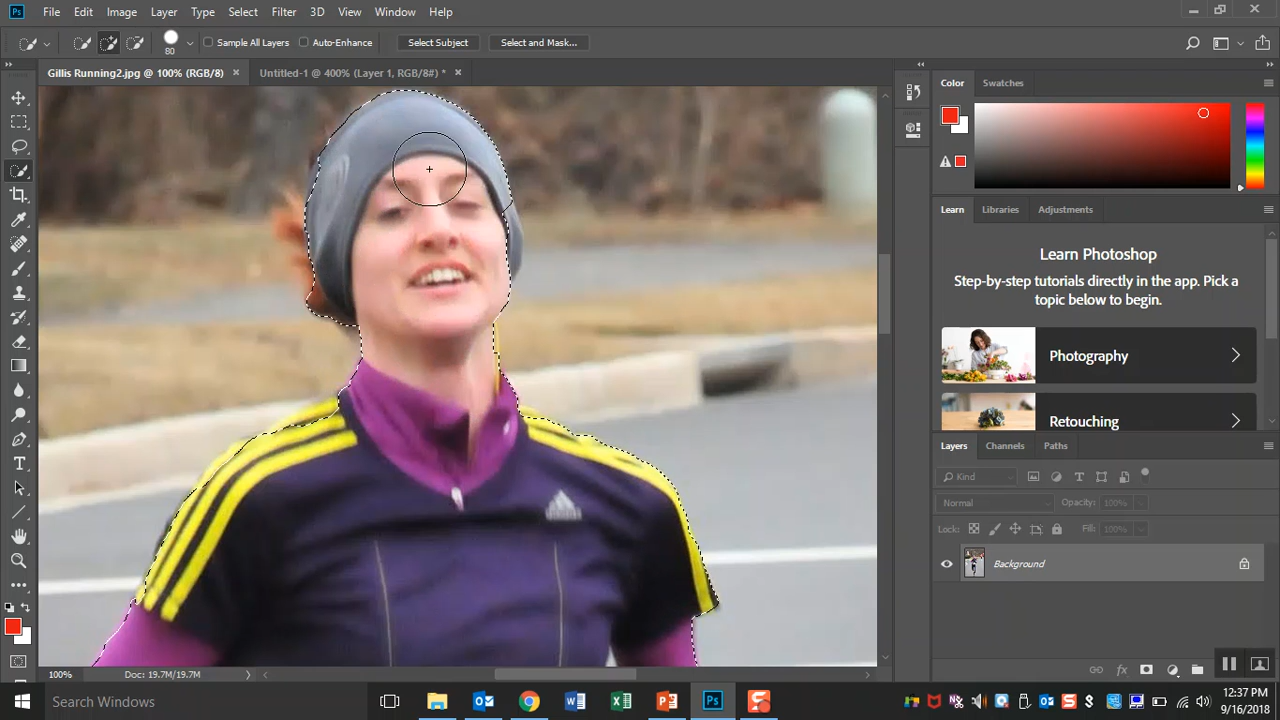 Ps File Edit Image Layer Type Select Filter 3D View Window Help
80 Sample All Layers Auto-Enhance Select Subject Select and Mask...
Gillis Running2.jpg @ 100% (RGB/8) × Untitled-1 @ 400% (Layer 1, RGB/8#) * ×
Color Swatches
Learn Libraries Adjustments
Learn Photoshop
Step-by-step tutorials directly in the app. Pick a
topic below to begin.
Photography
Retouching
Layers Channels Paths
Kind
Normal Opacity: 100%
Lock: Fill: 100%
Background
100% Doc: 19.7M/19.7M
Search Windows
Ps
12:37 PM
9/16/2018